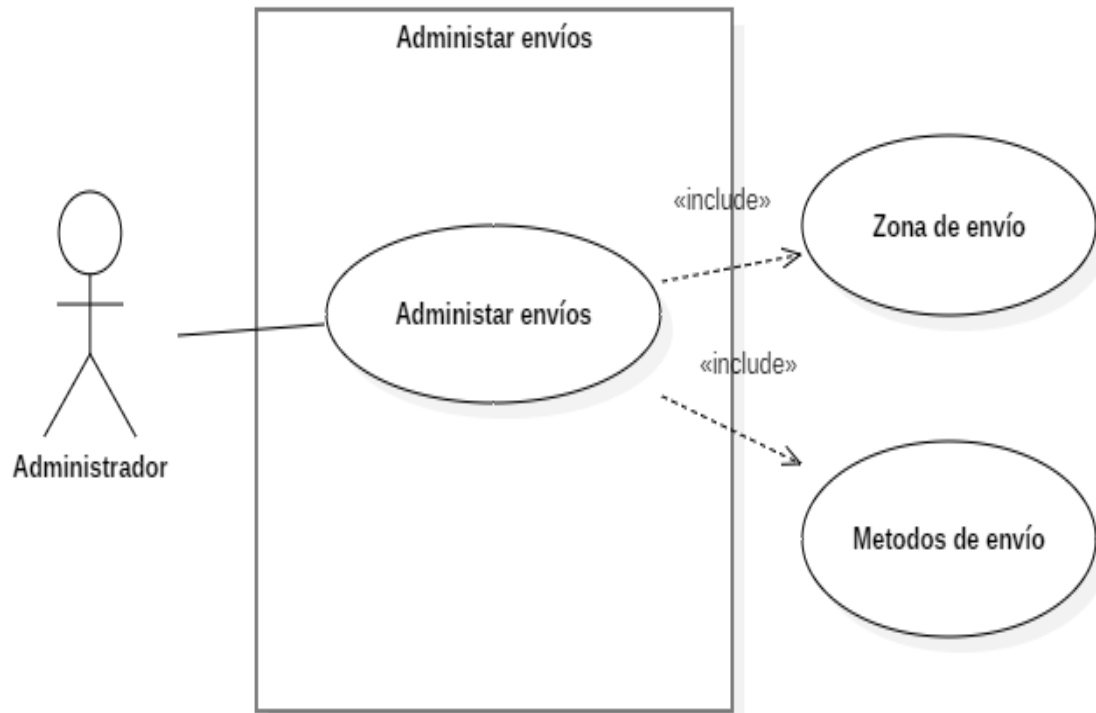 Administar envíos
«include»
Zona de envío
Administar envíos
«include»
Administrador
Metodos de envío